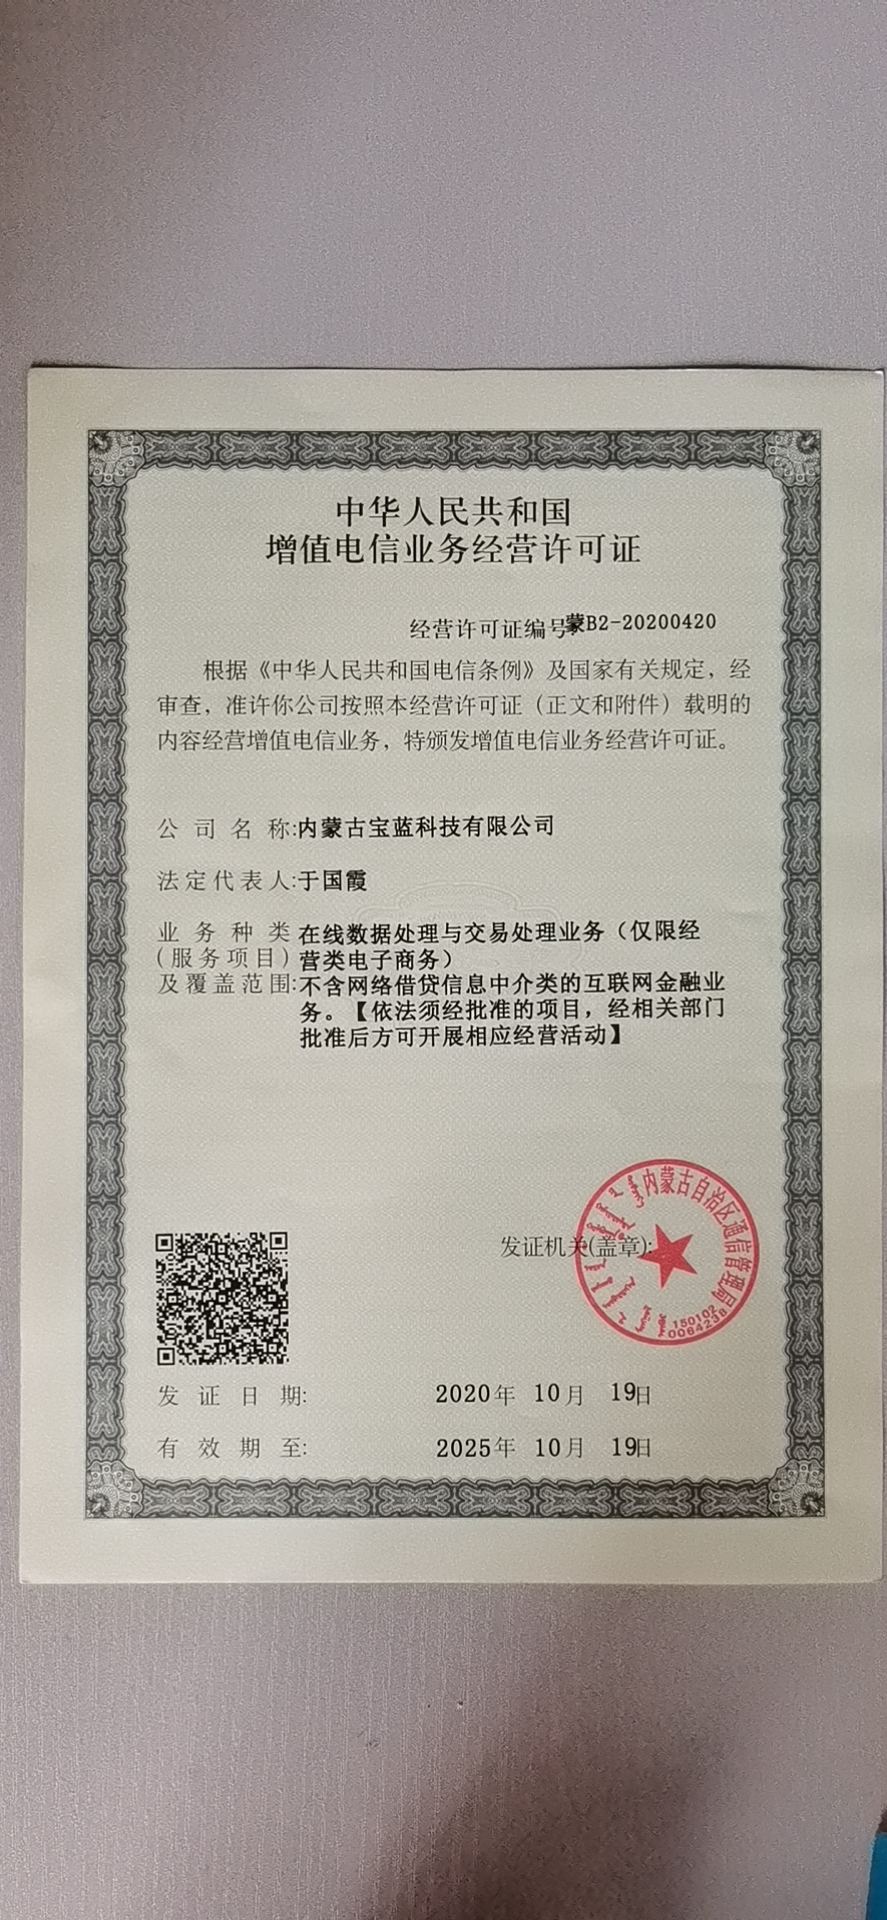 中华人民共和国
增值电信业务经营许可证
经营许可证编号:蒙B2-20200420
根据《中华人民共和国电信条例》及国家有关规定，经
审查，准许你公司按照本经营许可证（正文和附件）载明的
内容经营增值电信业务，特颁发增值电信业务经营许可证。
公司名称:内蒙古宝蓝科技有限公司
法定代表人:于国霞
业务种类
(服务项目)
及覆盖范围:
在线数据处理与交易处理业务（仅限经
营类电子商务）
不含网络借贷信息中介类的互联网金融业
务。【依法须经批准的项目，经相关部门
批准后方可开展相应经营活动】
发证机关(盖章):
内蒙古自治区通信管理局
150102
0064238
发证日期: 2020年 10月 19日
有效期至: 2025年 10月 19日